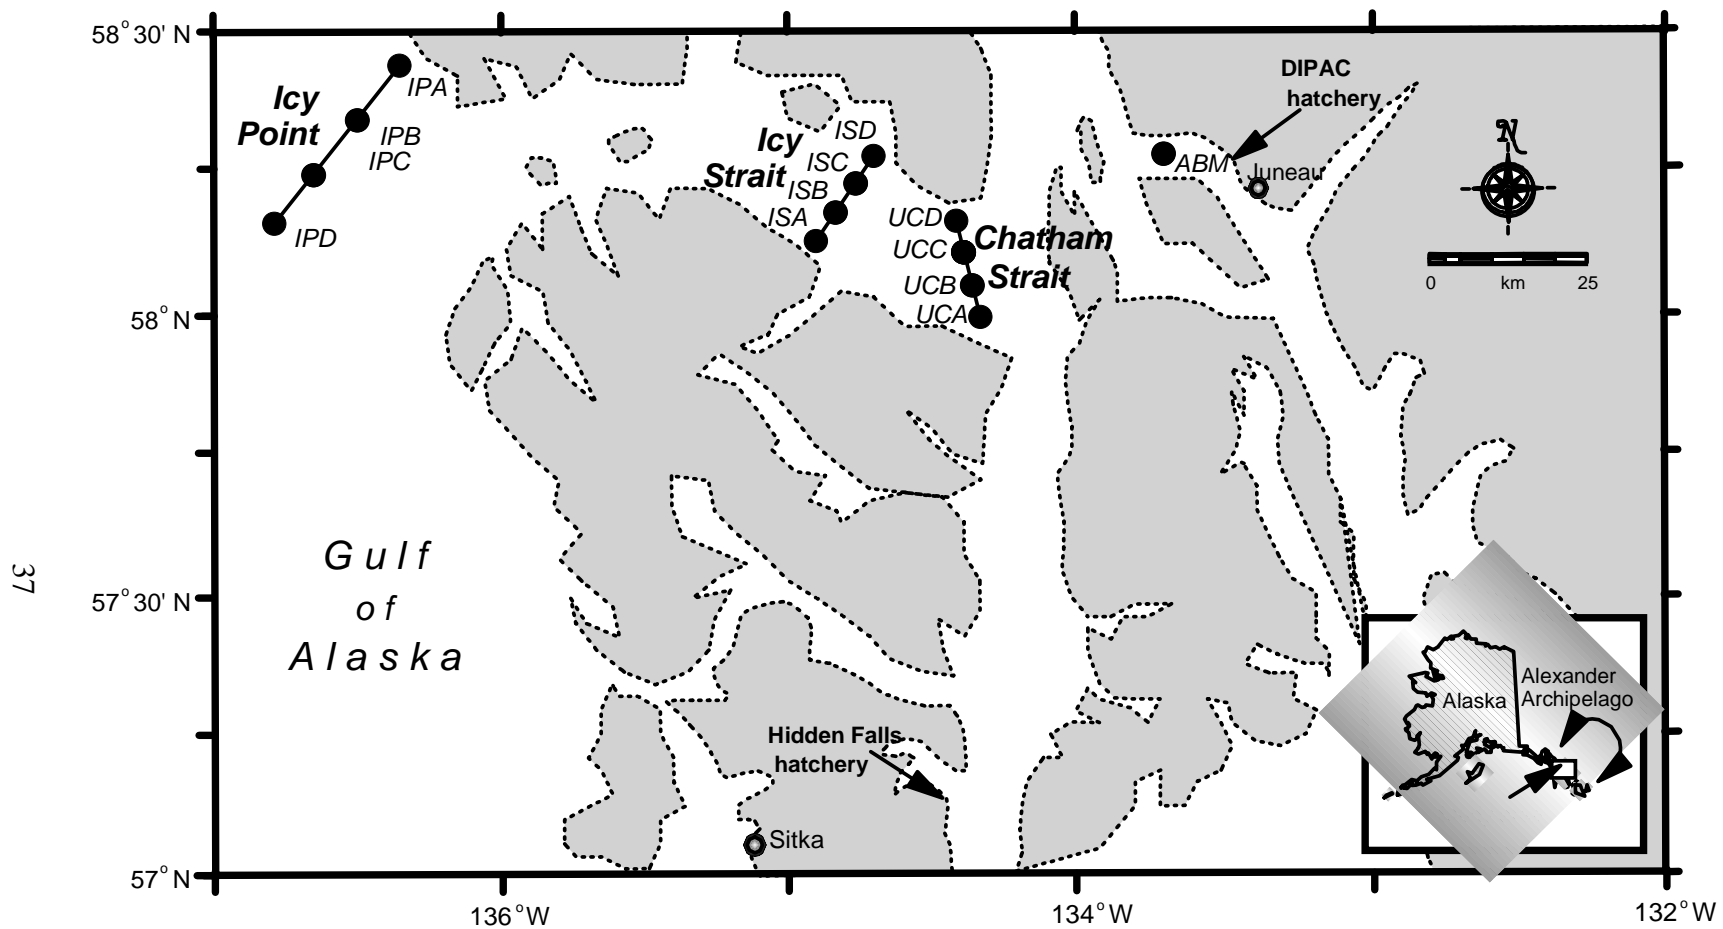 58° 30' N
IPA
Icy
Point
IPB
IPC
IPD
Icy
Strait
ISD
ISC
ISB
ISA
DIPAC
hatchery
ABM
Juneau
N
UCD
UCC
UCB
UCA
Chatham
Strait
0 km 25
58° N
Gulf
of
Alaska
37
57° 30' N
Alexander
Archipelago
Alaska
Hidden Falls
hatchery
Sitka
57° N
136° W
134° W
132° W